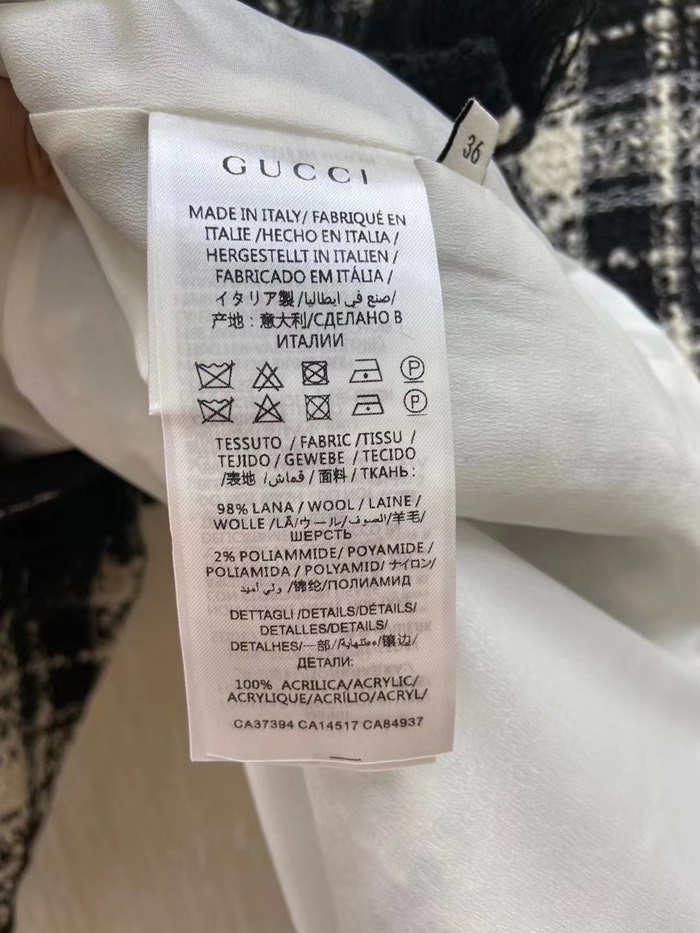 36
GUCCI
MADE IN ITALY/ FABRIQUÉ EN
ITALIE /HECHO EN ITALIA /
HERGESTELLT IN ITALIEN /
FABRICADO EM ITÁLIA /
イタリア製 /صنع في ايطاليا/
产地 : 意大利/СДЕЛАНО В
ИТАЛИИ
P
P
TESSUTO / FABRIC /TISSU /
TEJIDO / GEWEBE / TECIDO
/表地 /قماش / 面料 / ТКАНЬ :
98% LANA / WOOL / LAINE /
WOLLE /LÃ/ウール/الصوف/羊毛/
ШЕРСТЬ
2% POLIAMMIDE/ POYAMIDE /
POLIAMIDA / POLYAMID/ ナイロン/
ولي أميد /锦纶/ПОЛИАМИД
DETTAGLI /DETAILS/DÉTAILS/
DETALLES/DETAILS/
DETALHES/一部/镶边/
ДЕТАЛИ:
100% ACRILICA/ACRYLIC/
ACRYLIQUE/ACRÍLIO/ACRYL/
CA37394 CA14517 CA84937